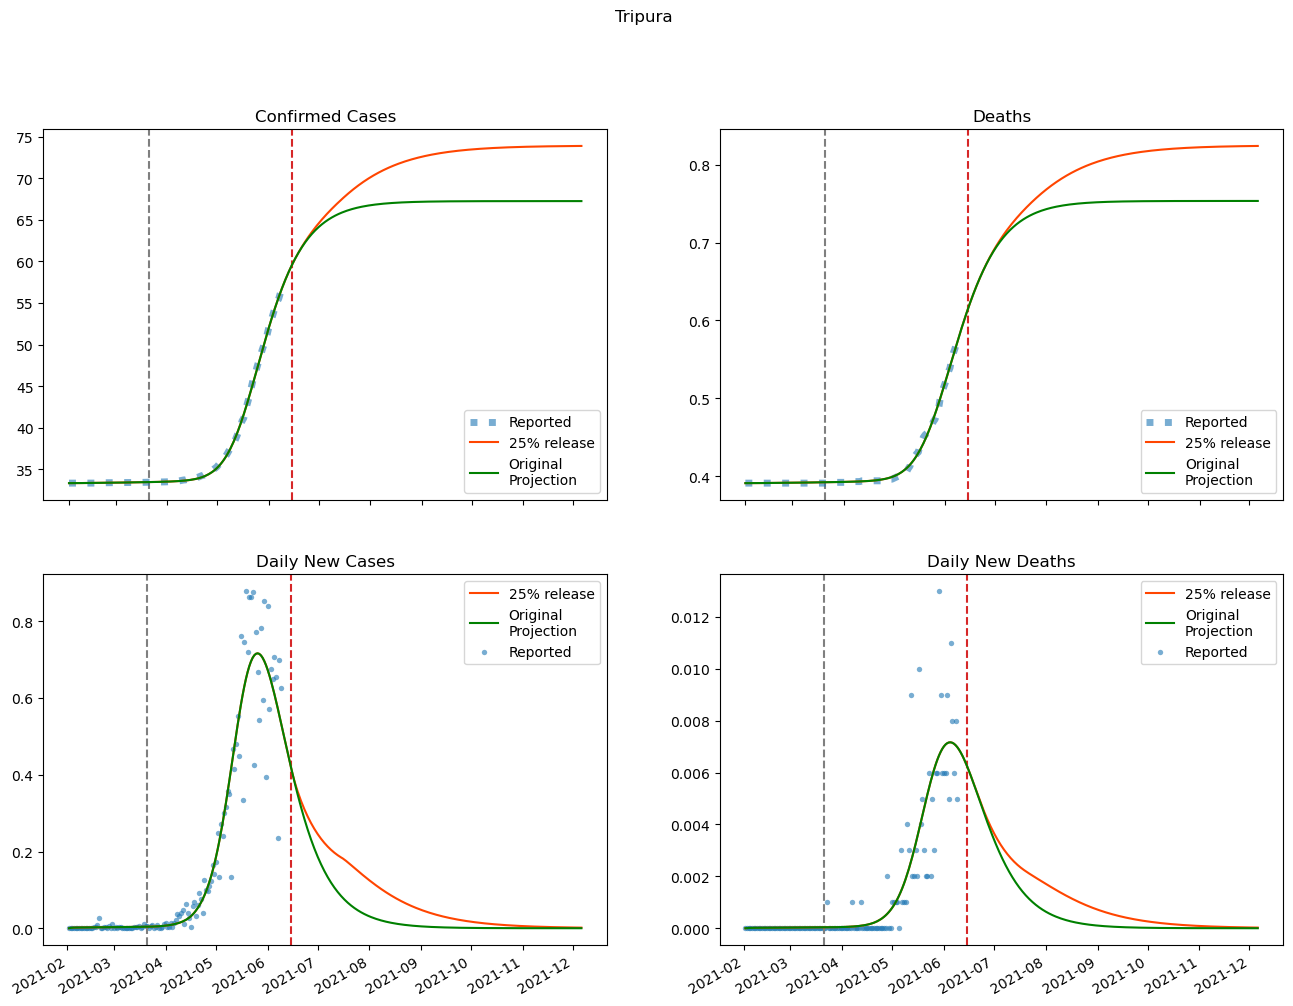 Tripura
Confirmed Cases
75
70
65
60
55
50
45
40
35
Reported
25% release
Original
Projection
Deaths
0.8
0.7
0.6
0.5
0.4
Reported
25% release
Original
Projection
Daily New Cases
0.8
0.6
0.4
0.2
0.0
25% release
Original
Projection
Reported
2021-02
2021-03
2021-04
2021-05
2021-06
2021-07
2021-08
2021-09
2021-10
2021-11
2021-12
Daily New Deaths
0.012
0.010
0.008
0.006
0.004
0.002
0.000
25% release
Original
Projection
Reported
2021-02
2021-03
2021-04
2021-05
2021-06
2021-07
2021-08
2021-09
2021-10
2021-11
2021-12